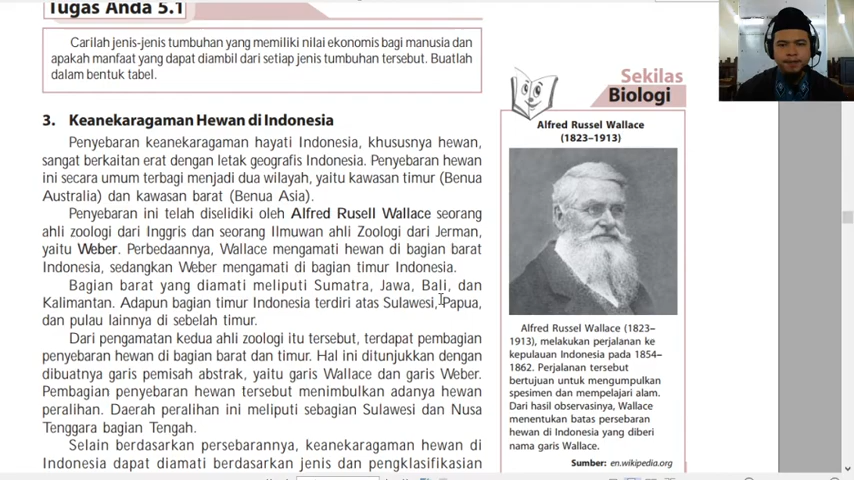 Tugas Anda 5.1
Carilah jenis-jenis tumbuhan yang memiliki nilai ekonomis bagi manusia dan
apakah manfaat yang dapat diambil dari setiap jenis tumbuhan tersebut. Buatlah
dalam bentuk tabel.
3. Keanekaragaman Hewan di Indonesia
Penyebaran keanekaragaman hayati Indonesia, khususnya hewan,
sangat berkaitan erat dengan letak geografis Indonesia. Penyebaran hewan
ini secara umum terbagi menjadi dua wilayah, yaitu kawasan timur (Benua
Australia) dan kawasan barat (Benua Asia).
Penyebaran ini telah diselidiki oleh Alfred Rusell Wallace seorang
ahli zoologi dari Inggris dan seorang Ilmuwan ahli Zoologi dari Jerman,
yaitu Weber. Perbedaannya, Wallace mengamati hewan di bagian barat
Indonesia, sedangkan Weber mengamati di bagian timur Indonesia.
Bagian barat yang diamati meliputi Sumatra, Jawa, Bali, dan
Kalimantan. Adapun bagian timur Indonesia terdiri atas Sulawesi, Papua,
dan pulau lainnya di sebelah timur.
Dari pengamatan kedua ahli zoologi itu tersebut, terdapat pembagian
penyebaran hewan di bagian barat dan timur. Hal ini ditunjukkan dengan
dibuatnya garis pemisah abstrak, yaitu garis Wallace dan garis Weber.
Pembagian penyebaran hewan tersebut menimbulkan adanya hewan
peralihan. Daerah peralihan ini meliputi sebagian Sulawesi dan Nusa
Tenggara bagian Tengah.
Selain berdasarkan persebarannya, keanekaragaman hewan di
Indonesia dapat diamati berdasarkan jenis dan pengklasifikasian
Sekilas
Biologi
Alfred Russel Wallace
(1823–1913)
Alfred Russel Wallace (1823–
1913), melakukan perjalanan ke
kepulauan Indonesia pada 1854–
1862. Perjalanan tersebut
bertujuan untuk mengumpulkan
spesimen dan mempelajari alam.
Dari hasil observasinya, Wallace
menentukan batas persebaran
hewan di Indonesia yang diberi
nama garis Wallace.
Sumber: en.wikipedia.org